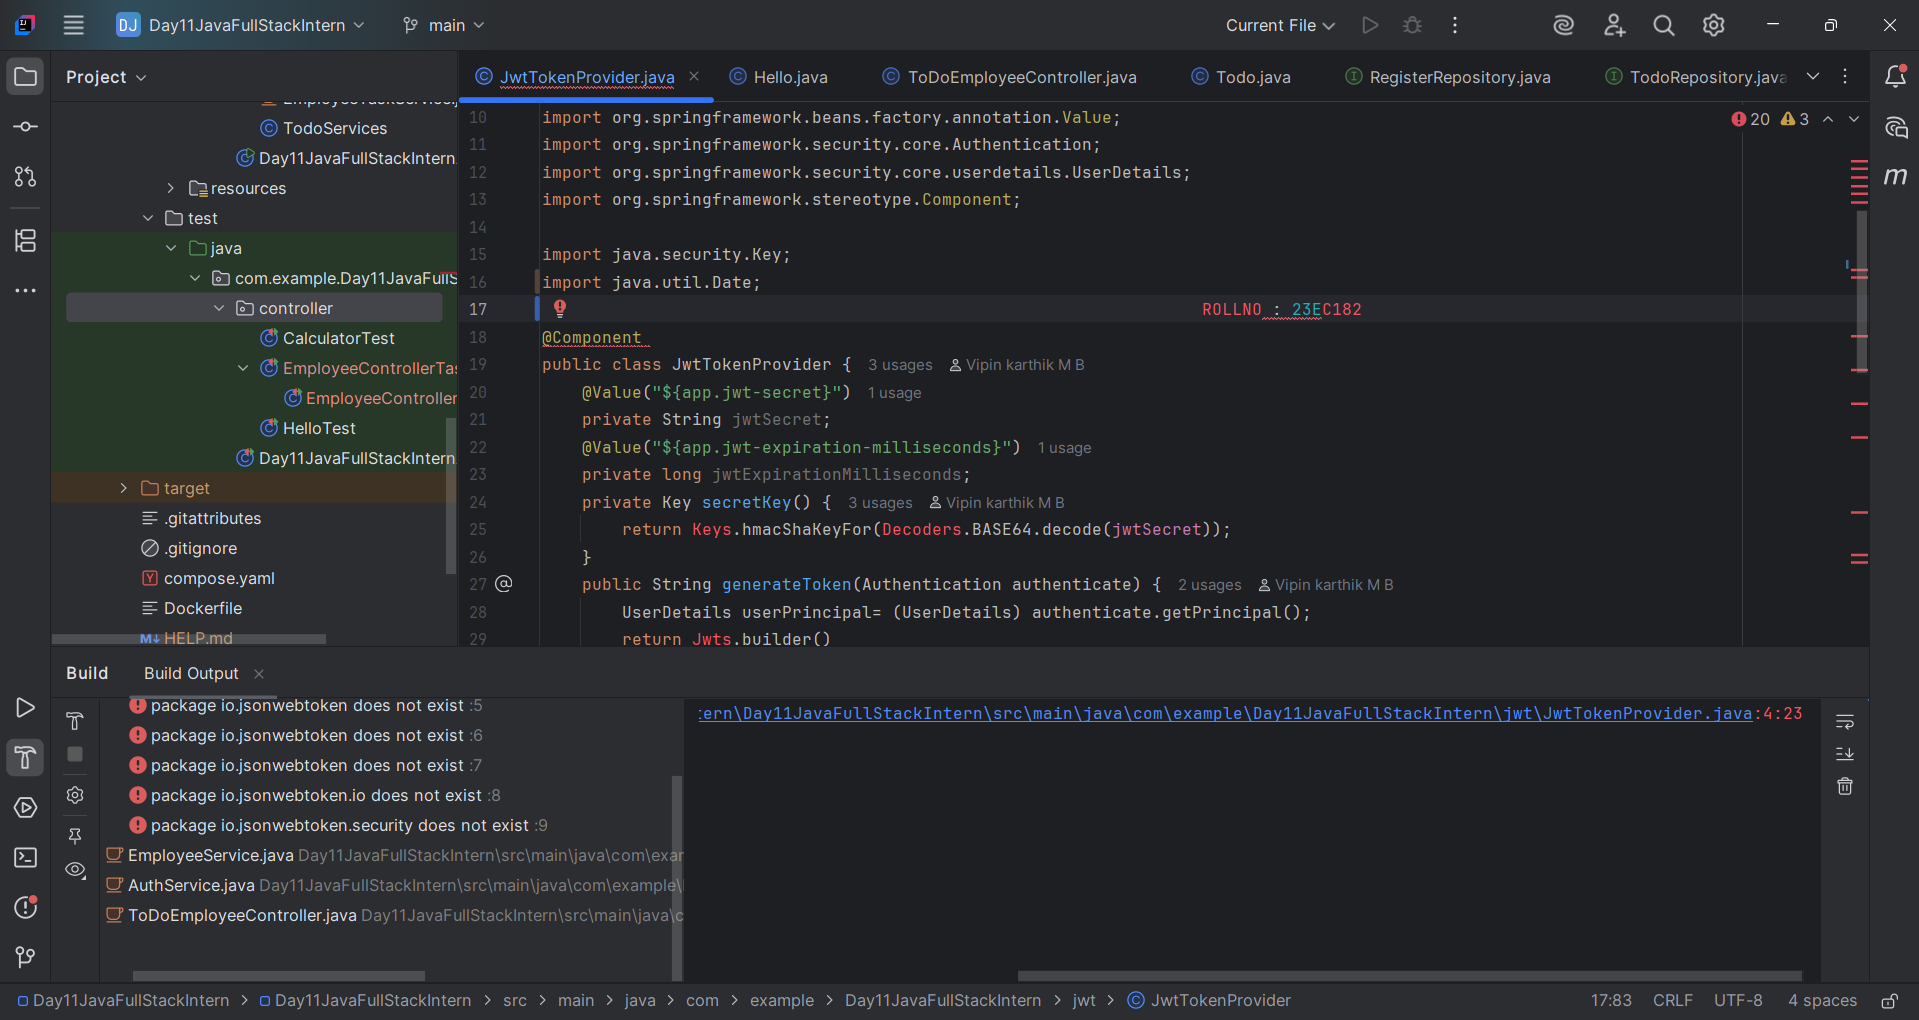 DJ Day11JavaFullStackIntern main Current File
Project
TodoServices
Day11JavaFullStackIntern
resources
test
java
com.example.Day11JavaFullS
controller
CalculatorTest
EmployeeControllerTas
EmployeeController
HelloTest
Day11JavaFullStackIntern
target
.gitattributes
.gitignore
compose.yaml
Dockerfile
HELP.md
JwtTokenProvider.java Hello.java ToDoEmployeeController.java Todo.java RegisterRepository.java TodoRepository.java
20 3
10 import org.springframework.beans.factory.annotation.Value;
11 import org.springframework.security.core.Authentication;
12 import org.springframework.security.core.userdetails.UserDetails;
13 import org.springframework.stereotype.Component;
14
15 import java.security.Key;
16 import java.util.Date;
17 ROLLNO : 23EC182
18 @Component
19 public class JwtTokenProvider { 3 usages Vipin karthik M B
20 @Value("${app.jwt-secret}") 1 usage
21 private String jwtSecret;
22 @Value("${app.jwt-expiration-milliseconds}") 1 usage
23 private long jwtExpirationMilliseconds;
24 private Key secretKey() { 3 usages Vipin karthik M B
25 return Keys.hmacShaKeyFor(Decoders.BASE64.decode(jwtSecret));
26 }
27 public String generateToken(Authentication authenticate) { 2 usages Vipin karthik M B
28 UserDetails userPrincipal= (UserDetails) authenticate.getPrincipal();
29 return Jwts.builder()
Build Build Output
package io.jsonwebtoken does not exist :5
package io.jsonwebtoken does not exist :6
package io.jsonwebtoken does not exist :7
package io.jsonwebtoken.io does not exist :8
package io.jsonwebtoken.security does not exist :9
EmployeeService.java Day11JavaFullStackIntern\src\main\java\com\exar
AuthService.java Day11JavaFullStackIntern\src\main\java\com\example\
ToDoEmployeeController.java Day11JavaFullStackIntern\src\main\java\c
:ern\Day11JavaFullStackIntern\src\main\java\com\example\Day11JavaFullStackIntern\jwt\JwtTokenProvider.java:4:23
Day11JavaFullStackIntern > Day11JavaFullStackIntern > src > main > java > com > example > Day11JavaFullStackIntern > jwt > JwtTokenProvider 17:83 CRLF UTF-8 4 spaces